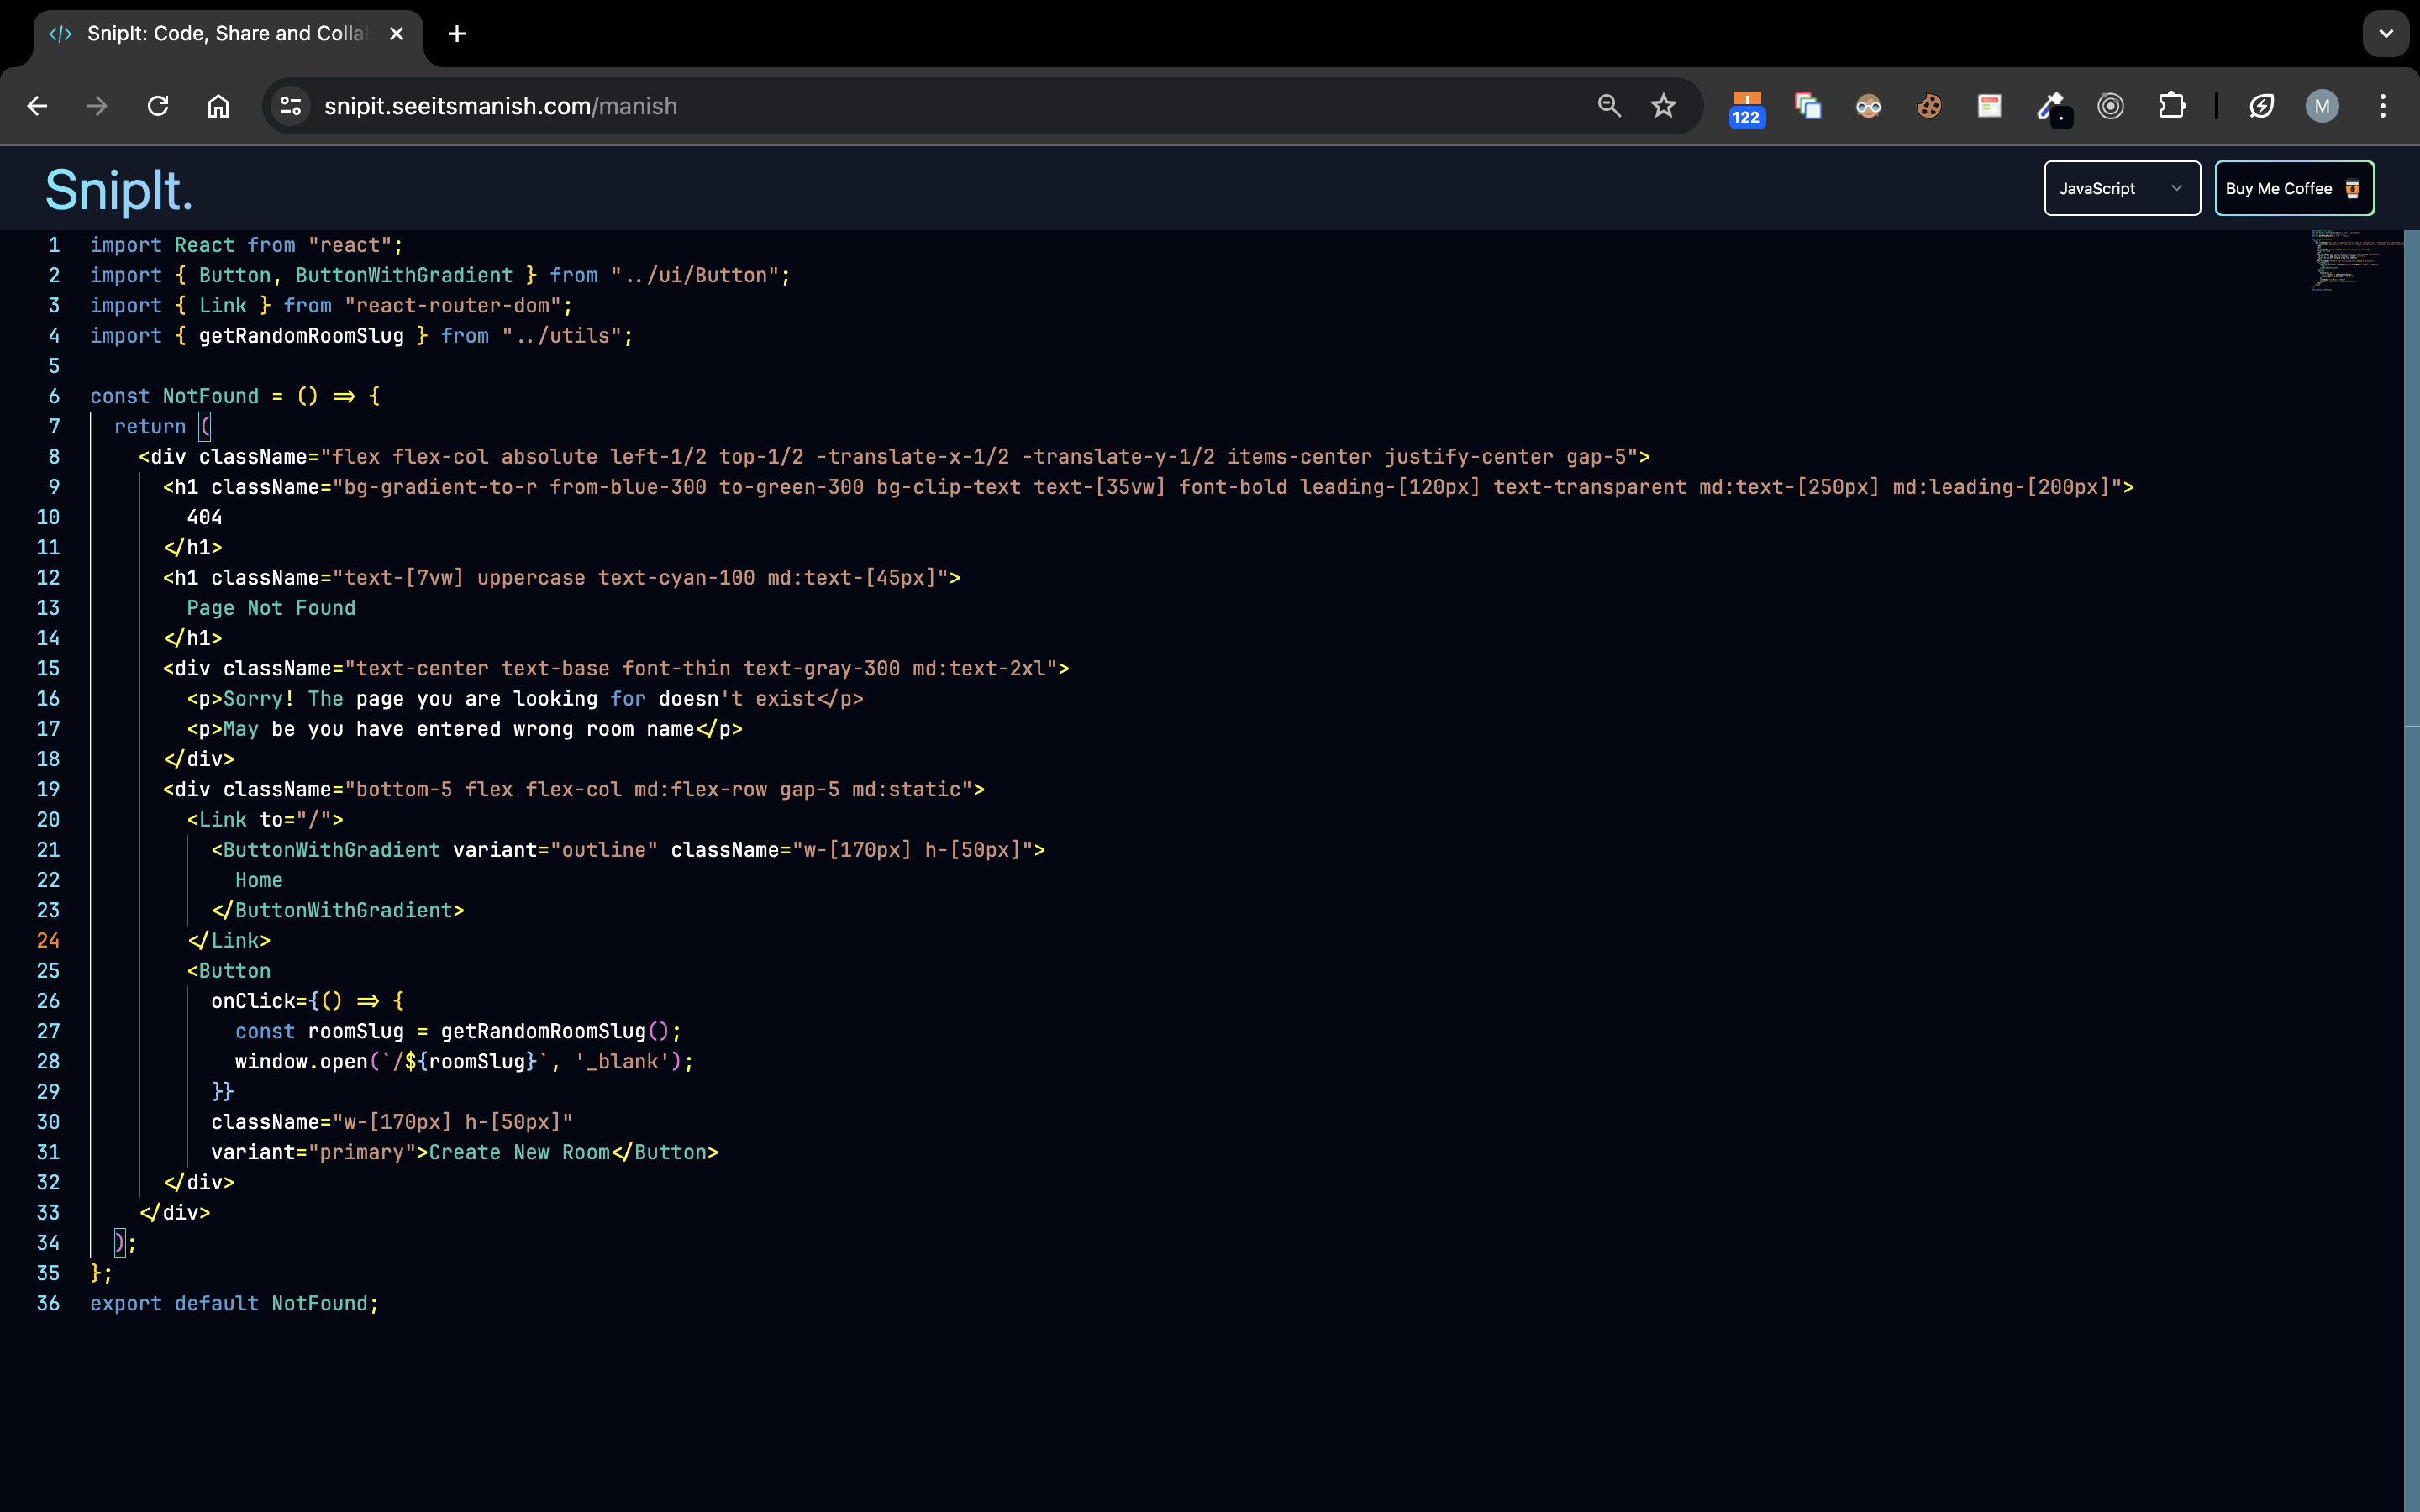 SnipIt: Code, Share and Colla
snipit.seeitsmanish.com/manish
122
M
SnipIt.
JavaScript
Buy Me Coffee
1 import React from "react";
2 import { Button, ButtonWithGradient } from "../ui/Button";
3 import { Link } from "react-router-dom";
4 import { getRandomRoomSlug } from "../utils";
5
6 const NotFound = () => {
7   return (
8     <div className="flex flex-col absolute left-1/2 top-1/2 -translate-x-1/2 -translate-y-1/2 items-center justify-center gap-5">
9       <h1 className="bg-gradient-to-r from-blue-300 to-green-300 bg-clip-text text-[35vw] font-bold leading-[120px] text-transparent md:text-[250px] md:leading-[200px]">
10         404
11       </h1>
12       <h1 className="text-[7vw] uppercase text-cyan-100 md:text-[45px]">
13         Page Not Found
14       </h1>
15       <div className="text-center text-base font-thin text-gray-300 md:text-2xl">
16         <p>Sorry! The page you are looking for doesn't exist</p>
17         <p>May be you have entered wrong room name</p>
18       </div>
19       <div className="bottom-5 flex flex-col md:flex-row gap-5 md:static">
20         <Link to="/">
21           <ButtonWithGradient variant="outline" className="w-[170px] h-[50px]">
22             Home
23           </ButtonWithGradient>
24         </Link>
25         <Button
26           onClick={() => {
27             const roomSlug = getRandomRoomSlug();
28             window.open(`/${roomSlug}`, '_blank');
29           }}
30           className="w-[170px] h-[50px]"
31           variant="primary">Create New Room</Button>
32       </div>
33     </div>
34   );
35 };
36 export default NotFound;